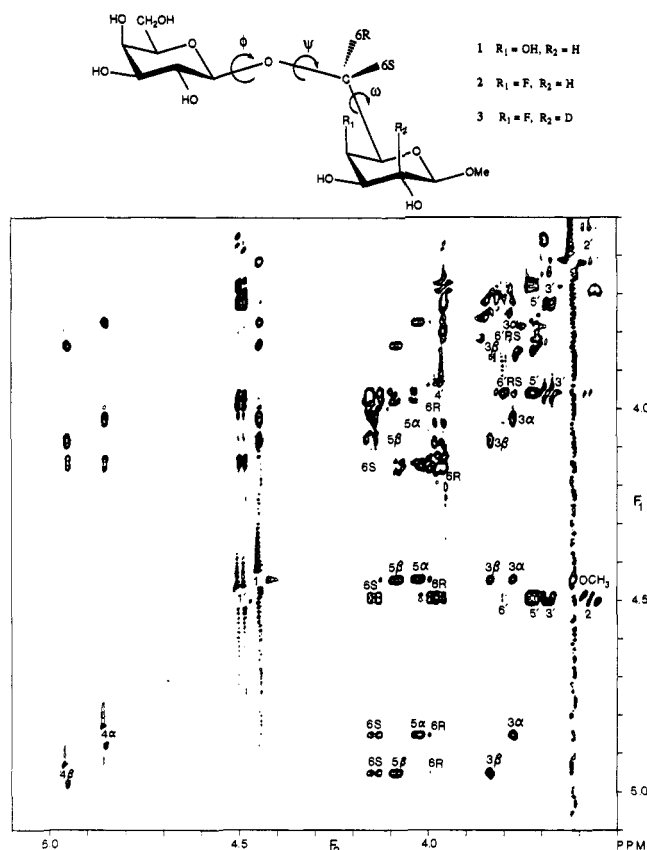 HO CH₂OH
6R
HO O ϕ O ψ 6S
HO C
OH ω
R₁ R₂
O
HO OMe
HO
1 R₁ = OH, R₂ = H
2 R₁ = F, R₂ = H
3 R₁ = F, R₂ = D
2'
5' 3'
3α
6'RS
3β
4' 6'RS 5' 3'
6R
5α 3α
5β 3β
6S 6R
4.0
F₁
5β 5α 3β 3α OCH₃
6S 6R
1' 6' 5' 3' 2
4.5
6S 5α 6R 3α
4α
6S 5β 6R 3β
4β
5.0
5.0 4.5 F₂ 4.0 PPM